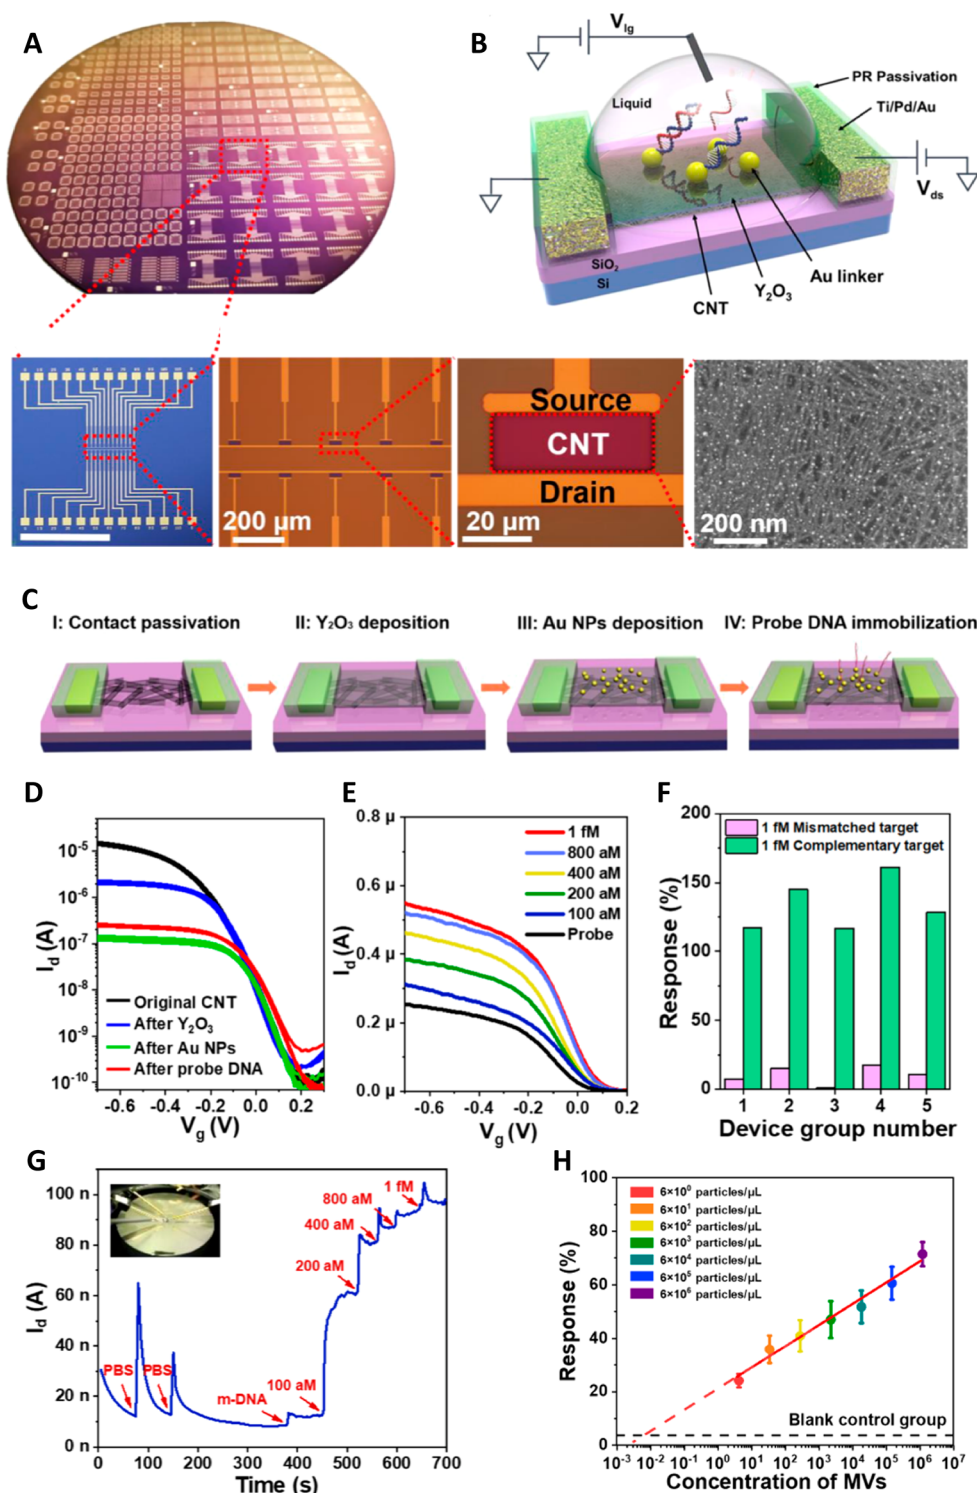 A
B
V_lg
Liquid
PR Passivation
Ti/Pd/Au
V_ds
SiO₂
Si
CNT
Y₂O₃
Au linker
200 μm
Source
CNT
Drain
20 μm
200 nm
C
I: Contact passivation
II: Y₂O₃ deposition
III: Au NPs deposition
IV: Probe DNA immobilization
D
I_d (A)
10⁻⁵
10⁻⁶
10⁻⁷
10⁻⁸
10⁻⁹
10⁻¹⁰
Original CNT
After Y₂O₃
After Au NPs
After probe DNA
-0.6 -0.4 -0.2 0.0 0.2
V_g (V)
E
I_d (A)
0.8 μ
0.6 μ
0.4 μ
0.2 μ
0.0 μ
1 fM
800 aM
400 aM
200 aM
100 aM
Probe
-0.6 -0.4 -0.2 0.0 0.2
V_g (V)
F
Response (%)
200
150
100
50
0
1 fM Mismatched target
1 fM Complementary target
1 2 3 4 5
Device group number
G
I_d (A)
100 n
80 n
60 n
40 n
20 n
0 n
PBS
PBS
m-DNA
100 aM
200 aM
400 aM
800 aM
1 fM
0 100 200 300 400 500 600 700
Time (s)
H
Response (%)
100
80
60
40
20
0
6×10⁰ particles/μL
6×10¹ particles/μL
6×10² particles/μL
6×10³ particles/μL
6×10⁴ particles/μL
6×10⁵ particles/μL
6×10⁶ particles/μL
Blank control group
10⁻³ 10⁻² 10⁻¹ 10⁰ 10¹ 10² 10³ 10⁴ 10⁵ 10⁶ 10⁷
Concentration of MVs